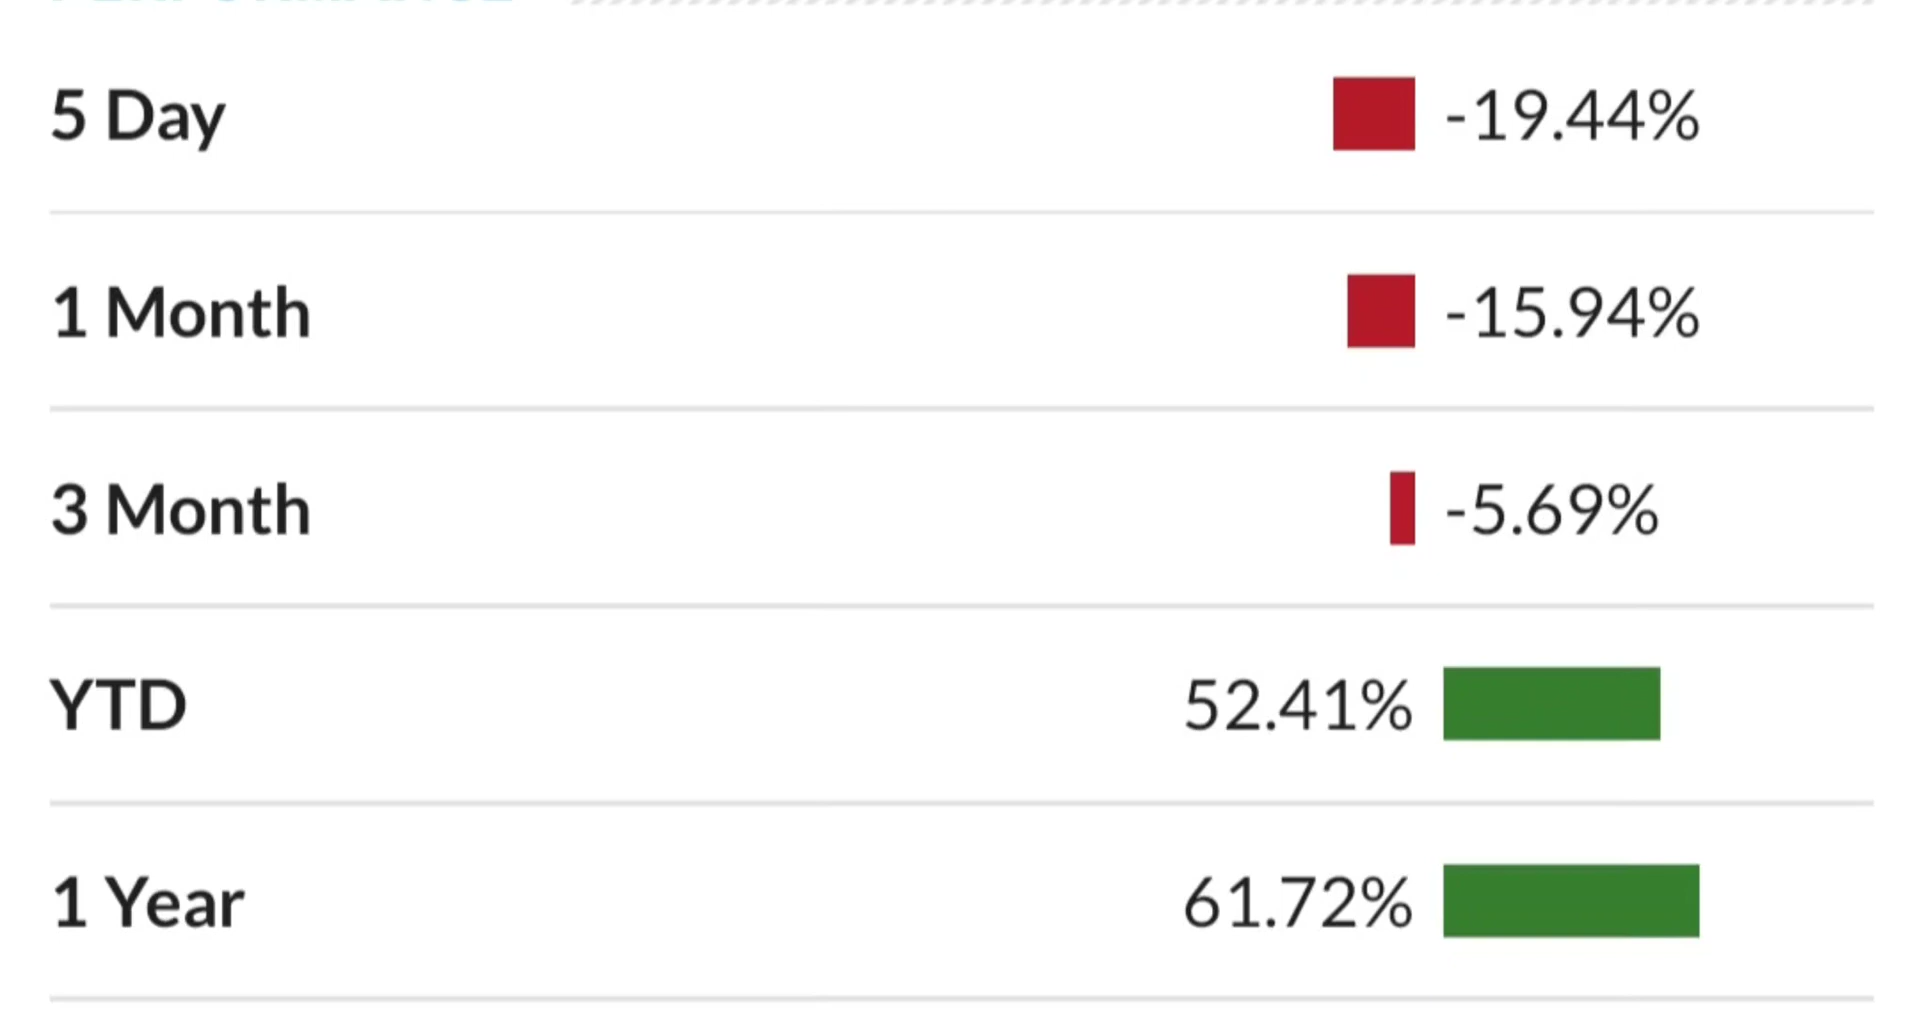 5 Day -19.44%
1 Month -15.94%
3 Month -5.69%
YTD 52.41%
1 Year 61.72%